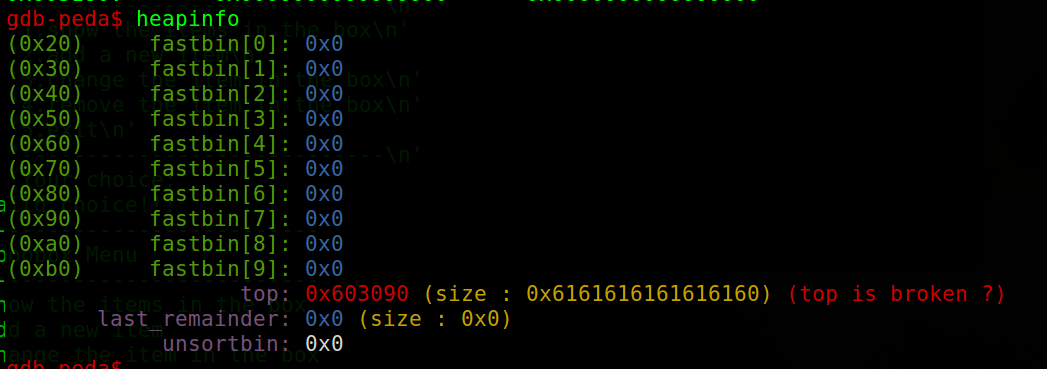 gdb-peda$ heapinfo
(0x20)     fastbin[0]: 0x0
(0x30)     fastbin[1]: 0x0
(0x40)     fastbin[2]: 0x0
(0x50)     fastbin[3]: 0x0
(0x60)     fastbin[4]: 0x0
(0x70)     fastbin[5]: 0x0
(0x80)     fastbin[6]: 0x0
(0x90)     fastbin[7]: 0x0
(0xa0)     fastbin[8]: 0x0
(0xb0)     fastbin[9]: 0x0
top: 0x603090 (size : 0x6161616161616160) (top is broken ?)
last_remainder: 0x0 (size : 0x0)
unsortbin: 0x0
gdb-peda$